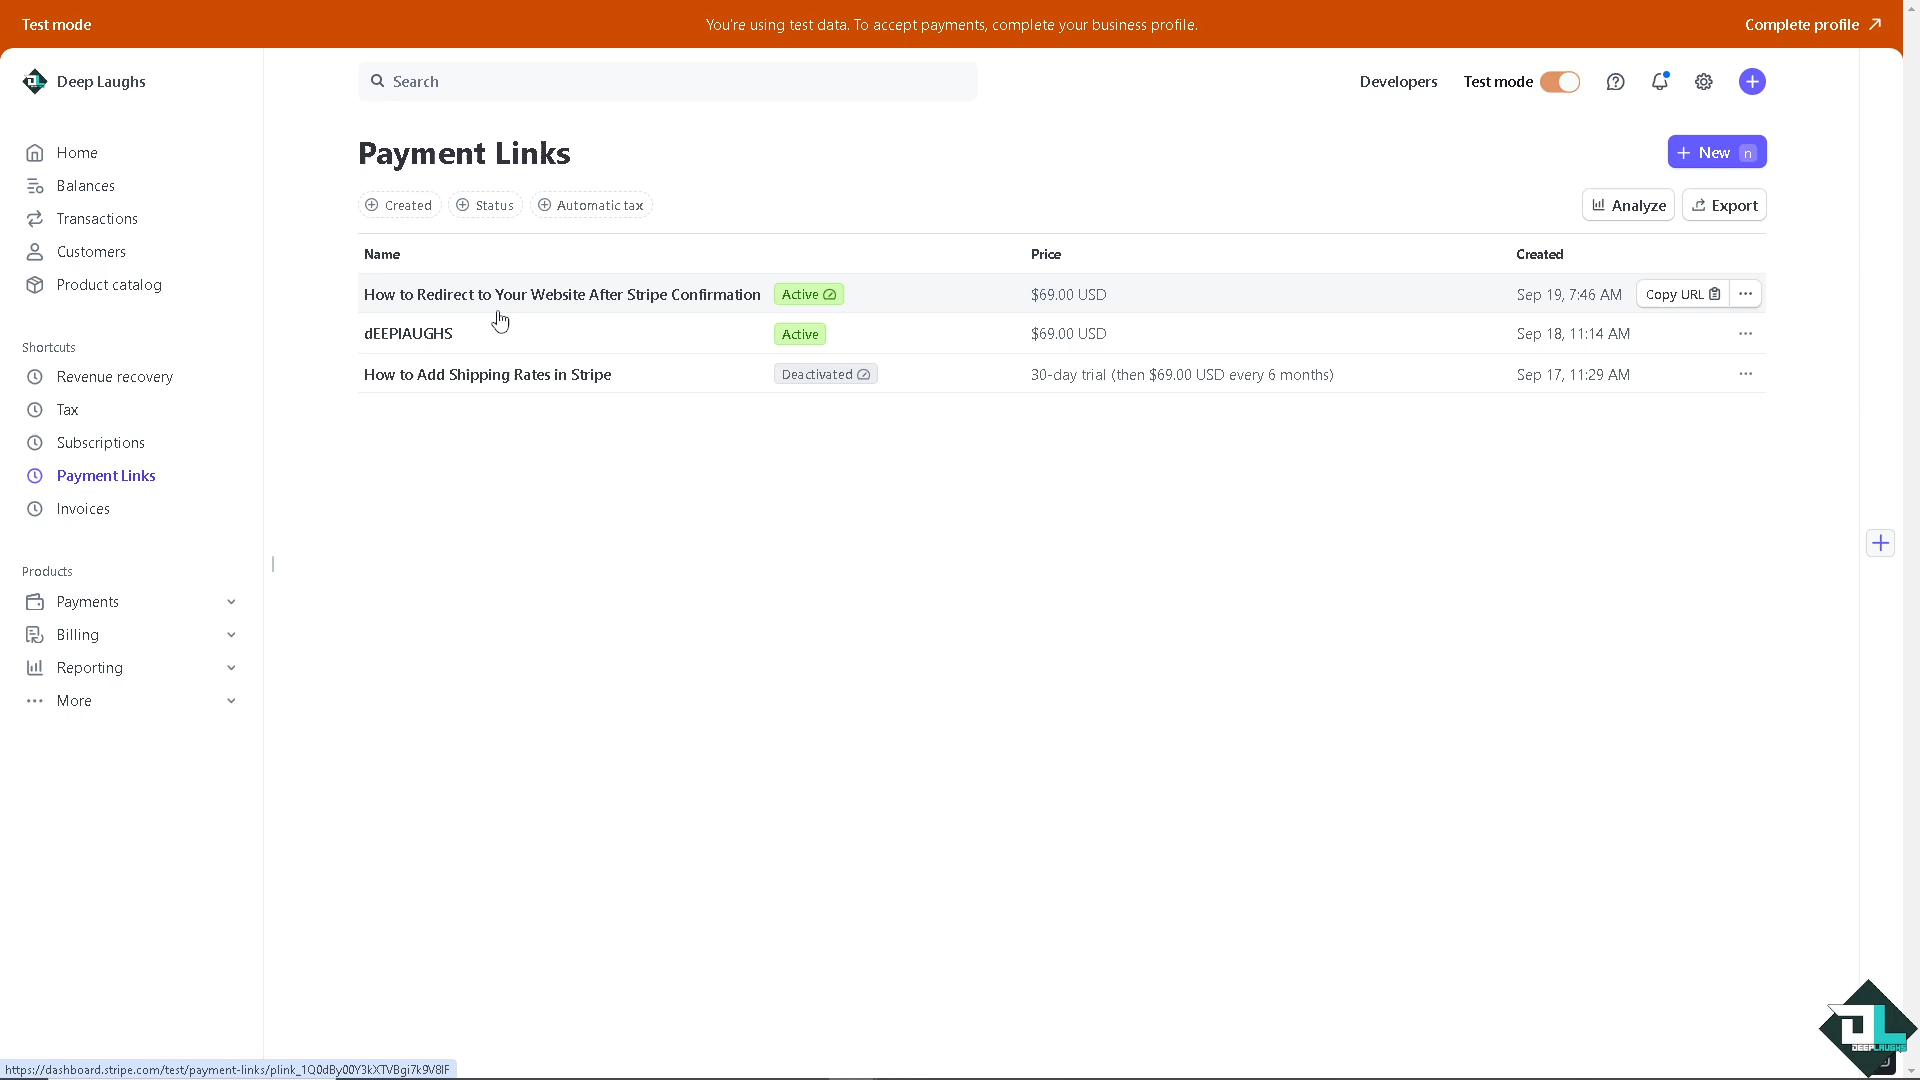 Test mode
You're using test data. To accept payments, complete your business profile.
Complete profile
Deep Laughs
Search
Developers
Test mode
Home
Balances
Transactions
Customers
Product catalog
Shortcuts
Revenue recovery
Tax
Subscriptions
Payment Links
Invoices
Products
Payments
Billing
Reporting
More
Payment Links
New n
Created
Status
Automatic tax
Analyze
Export
Name Price Created
How to Redirect to Your Website After Stripe Confirmation Active $69.00 USD Sep 19, 7:46 AM Copy URL
dEEPlAUGHS Active $69.00 USD Sep 18, 11:14 AM
How to Add Shipping Rates in Stripe Deactivated 30-day trial (then $69.00 USD every 6 months) Sep 17, 11:29 AM
https://dashboard.stripe.com/test/payment-links/plink_1Q0dBy00Y3kXTVBgi7k9V8lF
DEEPLAUGHS